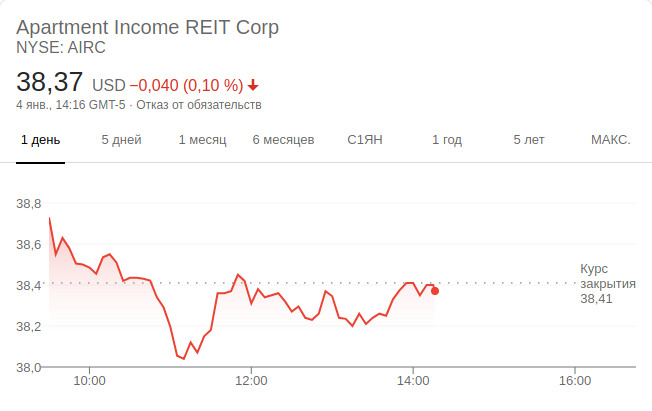 Apartment Income REIT Corp
NYSE: AIRC
38,37 USD −0,040 (0,10 %)
4 янв., 14:16 GMT-5 · Отказ от обязательств
1 день 5 дней 1 месяц 6 месяцев С1ЯН 1 год 5 лет МАКС.
38,8
38,6
38,4
38,2
38,0
Курс
закрытия
38,41
10:00 12:00 14:00 16:00